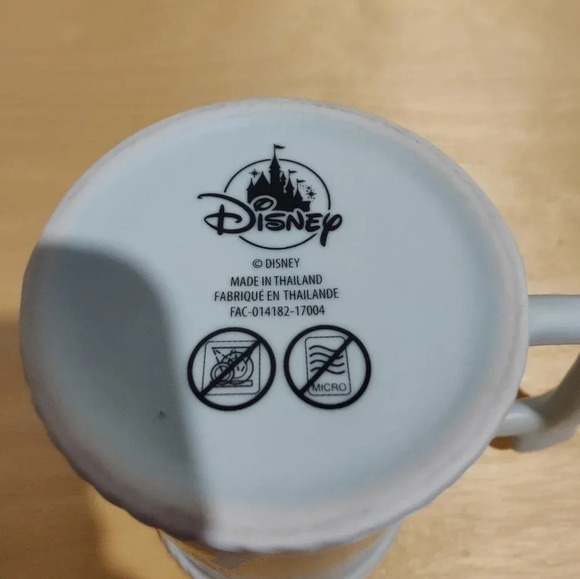 Disney
© DISNEY
MADE IN THAILAND
FABRIQUÉ EN THAILANDE
FAC-014182-17004
MICRO